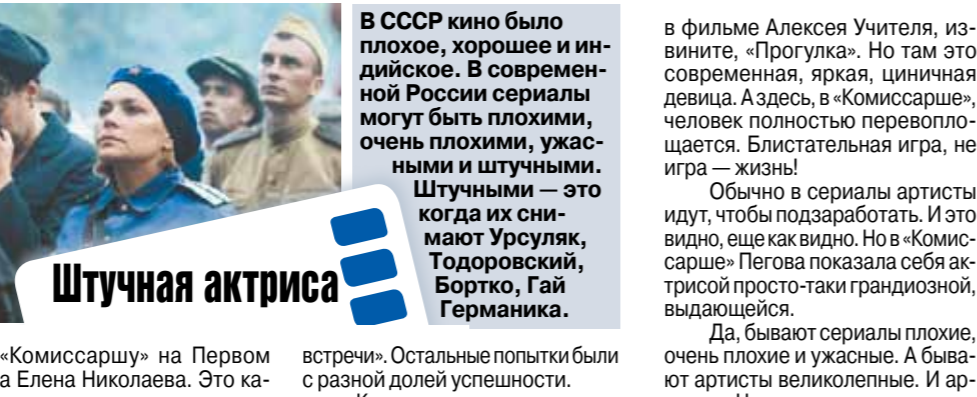 В СССР кино было
плохое, хорошее и ин-
дийское. В современ-
ной России сериалы
могут быть плохими,
очень плохими, ужас-
ными и штучными.
Штучными — это
когда их сни-
мают Урсуляк,
Тодоровский,
Бортко, Гай
Германика.
Штучная актриса
«Комиссаршу» на Первом
а Елена Николаева. Это ка-
встречи». Остальные попытки были
с разной долей успешности.
в фильме Алексея Учителя, из-
вините, «Прогулка». Но там это
современная, яркая, циничная
девица. А здесь, в «Комиссарше»,
человек полностью перевопло-
щается. Блистательная игра, не
игра — жизнь!
Обычно в сериалы артисты
идут, чтобы подзаработать. И это
видно, еще как видно. Но в «Комис-
сарше» Пегова показала себя ак-
трисой просто-таки грандиозной,
выдающейся.
Да, бывают сериалы плохие,
очень плохие и ужасные. А быва-
ют артисты великолепные. И ар-